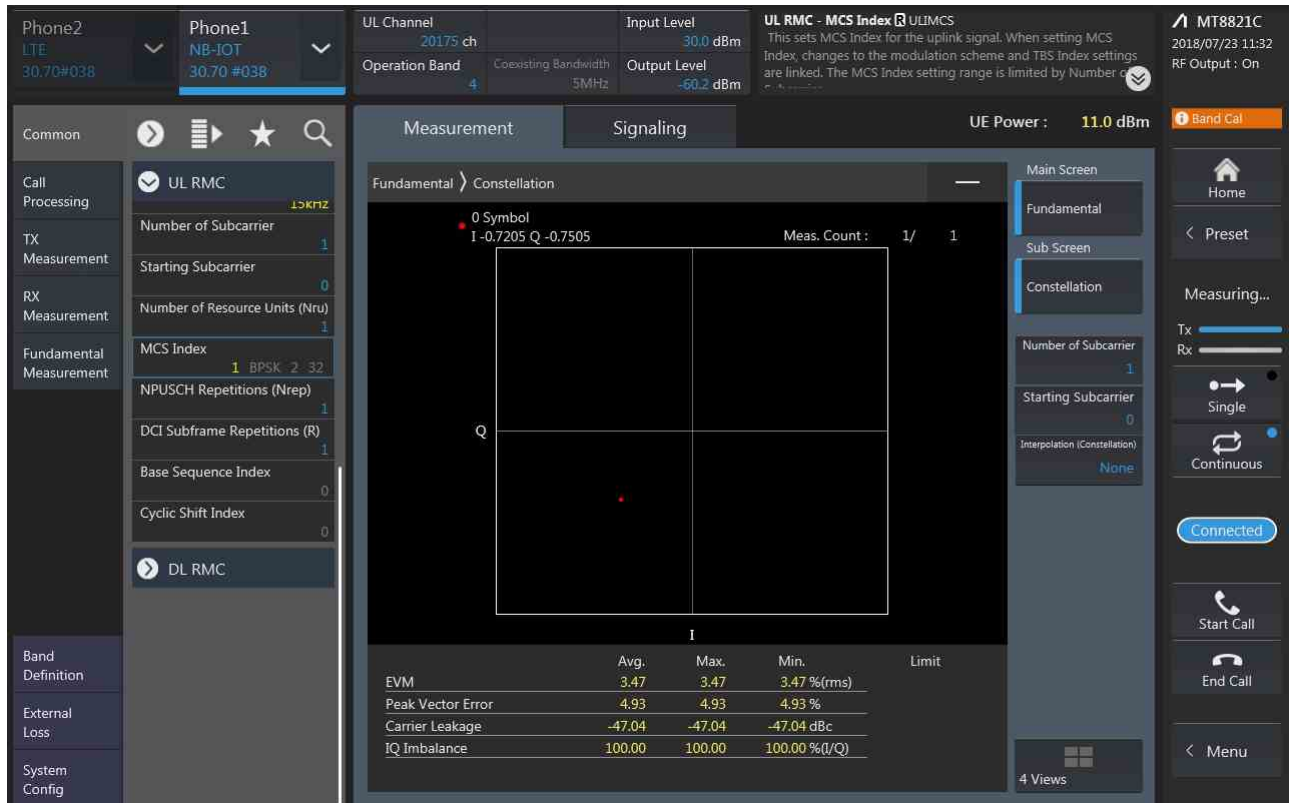 Phone2
LTE
30.70#038
Phone1
NB-IOT
30.70 #038
UL Channel
20175 ch
Operation Band
4
Coexisting Bandwidth
5MHz
Input Level
30.0 dBm
Output Level
-60.2 dBm
UL RMC - MCS Index R ULIMCS
This sets MCS Index for the uplink signal. When setting MCS
Index, changes to the modulation scheme and TBS Index settings
are linked. The MCS Index setting range is limited by Number
MT8821C
2018/07/23 11:32
RF Output : On
Common
Call
Processing
TX
Measurement
RX
Measurement
Fundamental
Measurement
Band
Definition
External
Loss
System
Config
UL RMC
15kHz
Number of Subcarrier
1
Starting Subcarrier
0
Number of Resource Units (Nru)
1
MCS Index
1 BPSK 2 32
NPUSCH Repetitions (Nrep)
1
DCI Subframe Repetitions (R)
1
Base Sequence Index
0
Cyclic Shift Index
0
DL RMC
Measurement
Signaling
UE Power : 11.0 dBm
Fundamental ⟩ Constellation
0 Symbol
I -0.7205 Q -0.7505
Meas. Count : 1/ 1
Q
I
Avg. Max. Min. Limit
EVM 3.47 3.47 3.47 %(rms)
Peak Vector Error 4.93 4.93 4.93 %
Carrier Leakage -47.04 -47.04 -47.04 dBc
IQ Imbalance 100.00 100.00 100.00 %(I/Q)
Main Screen
Fundamental
Sub Screen
Constellation
Number of Subcarrier
1
Starting Subcarrier
0
Interpolation (Constellation)
None
4 Views
Band Cal
Home
< Preset
Measuring...
Tx
Rx
Single
Continuous
Connected
Start Call
End Call
< Menu